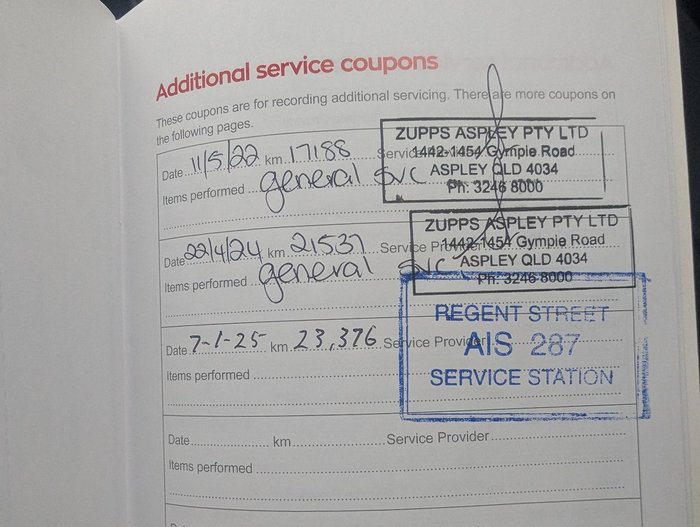 Additional service coupons
These coupons are for recording additional servicing. There are more coupons on
the following pages.
Date 11/5/22 km 17188 Service
Items performed general svc
ZUPPS ASPLEY PTY LTD
1442-1454 Gympie Road
ASPLEY QLD 4034
Ph: 3246 8000
Date 22/4/24 km 21537 Service Provider
Items performed general svc
ZUPPS ASPLEY PTY LTD
1442-1454 Gympie Road
ASPLEY QLD 4034
Ph: 3246 8000
Date 7-1-25 km 23,376 Service Provider
Items performed
REGENT STREET
AIS 287
SERVICE STATION
Date km Service Provider
Items performed